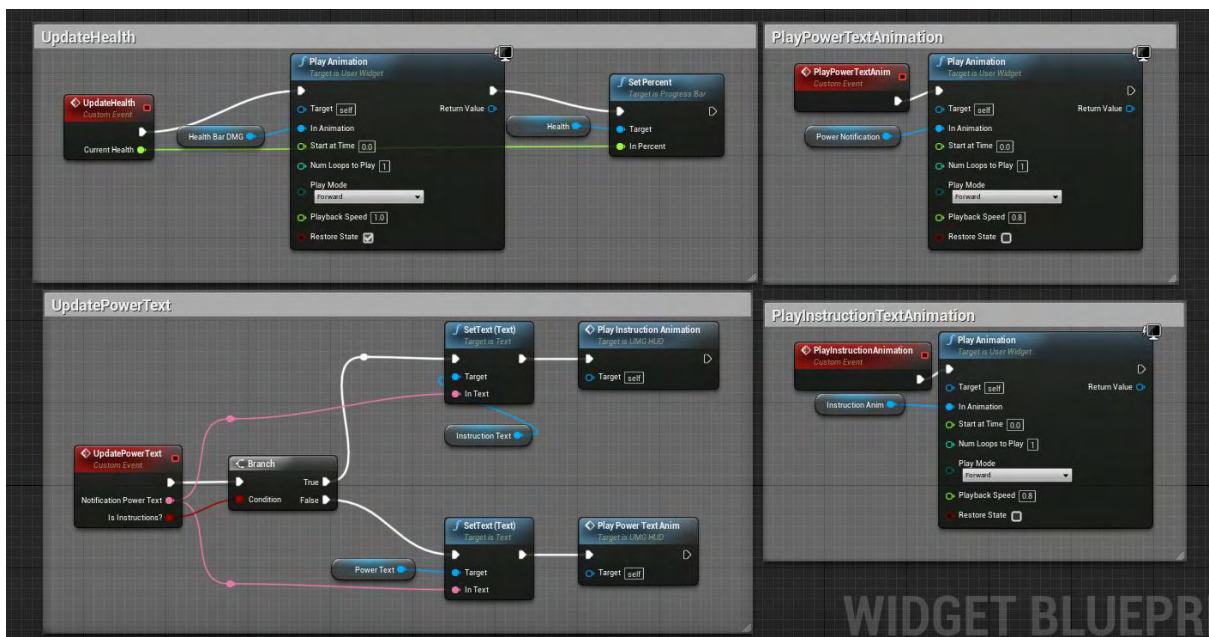 UpdateHealth
UpdateHealth
Custom Event
Current Health
Health Bar DMG
f Play Animation
Target is User Widget
Target self
Return Value
In Animation
Start at Time 0.0
Num Loops to Play 1
Play Mode
Forward
Playback Speed 1.0
Restore State
Health
f Set Percent
Target is Progress Bar
Target
In Percent
PlayPowerTextAnimation
PlayPowerTextAnim
Custom Event
Power Notification
f Play Animation
Target is User Widget
Target self
Return Value
In Animation
Start at Time 0.0
Num Loops to Play 1
Play Mode
Forward
Playback Speed 0.8
Restore State
UpdatePowerText
UpdatePowerText
Custom Event
Notification Power Text
Is Instructions?
Branch
True
Condition
False
f SetText (Text)
Target is Text
Target
In Text
Instruction Text
Play Instruction Animation
Target is UMG HUD
Target self
Power Text
f SetText (Text)
Target is Text
Target
In Text
Play Power Text Anim
Target is UMG HUD
Target self
PlayInstructionTextAnimation
PlayInstructionAnimation
Custom Event
Instruction Anim
f Play Animation
Target is User Widget
Target self
Return Value
In Animation
Start at Time 0.0
Num Loops to Play 1
Play Mode
Forward
Playback Speed 0.8
Restore State
WIDGET BLUEPR